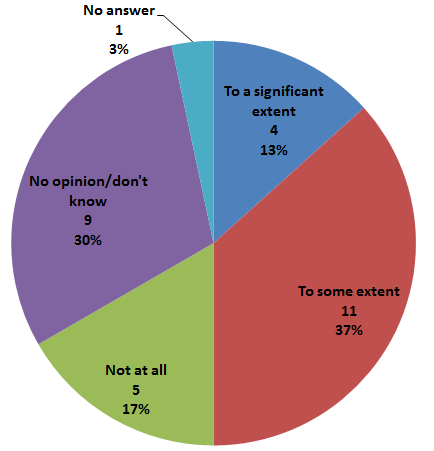 No answer
1
3%
To a significant
extent
4
13%
To some extent
11
37%
Not at all
5
17%
No opinion/don't
know
9
30%